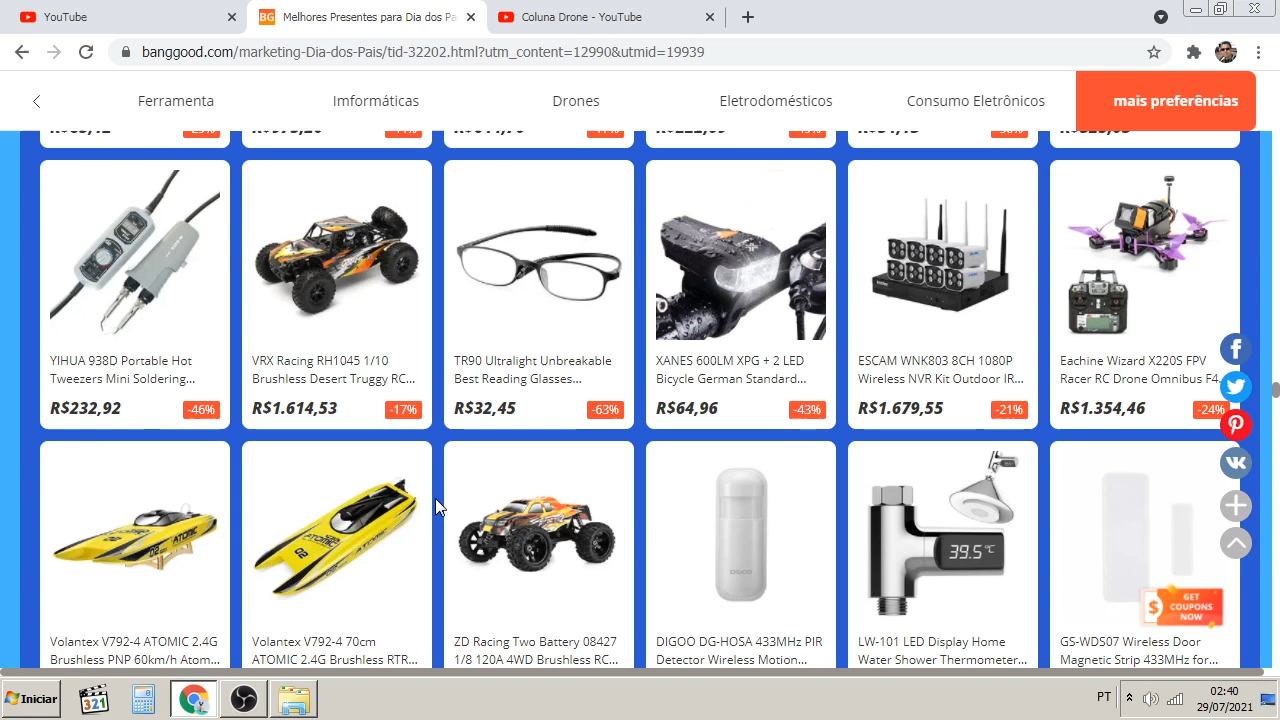 YouTube
BG Melhores Presentes para Dia dos Pa
Coluna Drone - YouTube
banggood.com/marketing-Dia-dos-Pais/tid-32202.html?utm_content=12990&utmid=19939
Ferramenta Imformáticas Drones Eletrodomésticos Consumo Eletrônicos mais preferências
YIHUA 938D Portable Hot
Tweezers Mini Soldering...
R$232,92 -46%
VRX Racing RH1045 1/10
Brushless Desert Truggy RC...
R$1.614,53 -17%
TR90 Ultralight Unbreakable
Best Reading Glasses...
R$32,45 -63%
XANES 600LM XPG + 2 LED
Bicycle German Standard...
R$64,96 -43%
ESCAM WNK803 8CH 1080P
Wireless NVR Kit Outdoor IR...
R$1.679,55 -21%
Eachine Wizard X220S FPV
Racer RC Drone Omnibus F4...
R$1.354,46 -24%
ATOMIC
02
ATOMIC
02
DIGOO
39.5 °C
GET
COUPONS
NOW
Volantex V792-4 ATOMIC 2.4G
Brushless PNP 60km/h Atom...
Volantex V792-4 70cm
ATOMIC 2.4G Brushless RTR...
ZD Racing Two Battery 08427
1/8 120A 4WD Brushless RC...
DIGOO DG-HOSA 433MHz PIR
Detector Wireless Motion...
LW-101 LED Display Home
Water Shower Thermometer...
GS-WDS07 Wireless Door
Magnetic Strip 433MHz for...
Iniciar
321
PT
02:40
29/07/2021